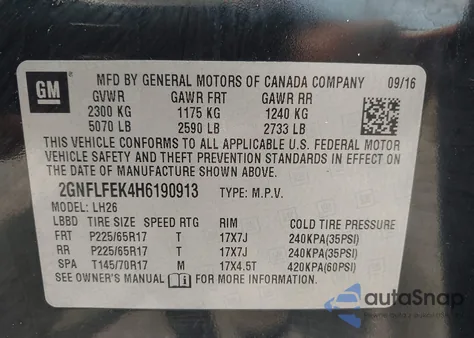 GM
MFD BY GENERAL MOTORS OF CANADA COMPANY 09/16
GVWR GAWR FRT GAWR RR
2300 KG 1175 KG 1240 KG
5070 LB 2590 LB 2733 LB
THIS VEHICLE CONFORMS TO ALL APPLICABLE U.S. FEDERAL MOTOR
VEHICLE SAFETY AND THEFT PREVENTION STANDARDS IN EFFECT ON
THE DATE OF MANUFACTURE SHOWN ABOVE.
2GNFLFEK4H6190913 TYPE: M.P.V.
MODEL: LH26
LBBD TIRE SIZE SPEED RTG RIM COLD TIRE PRESSURE
FRT P225/65R17 T 17X7J 240KPA(35PSI)
RR P225/65R17 T 17X7J 240KPA(35PSI)
SPA T145/70R17 M 17X4.5T 420KPA(60PSI)
SEE OWNER'S MANUAL FOR MORE INFORMATION
autaSnap